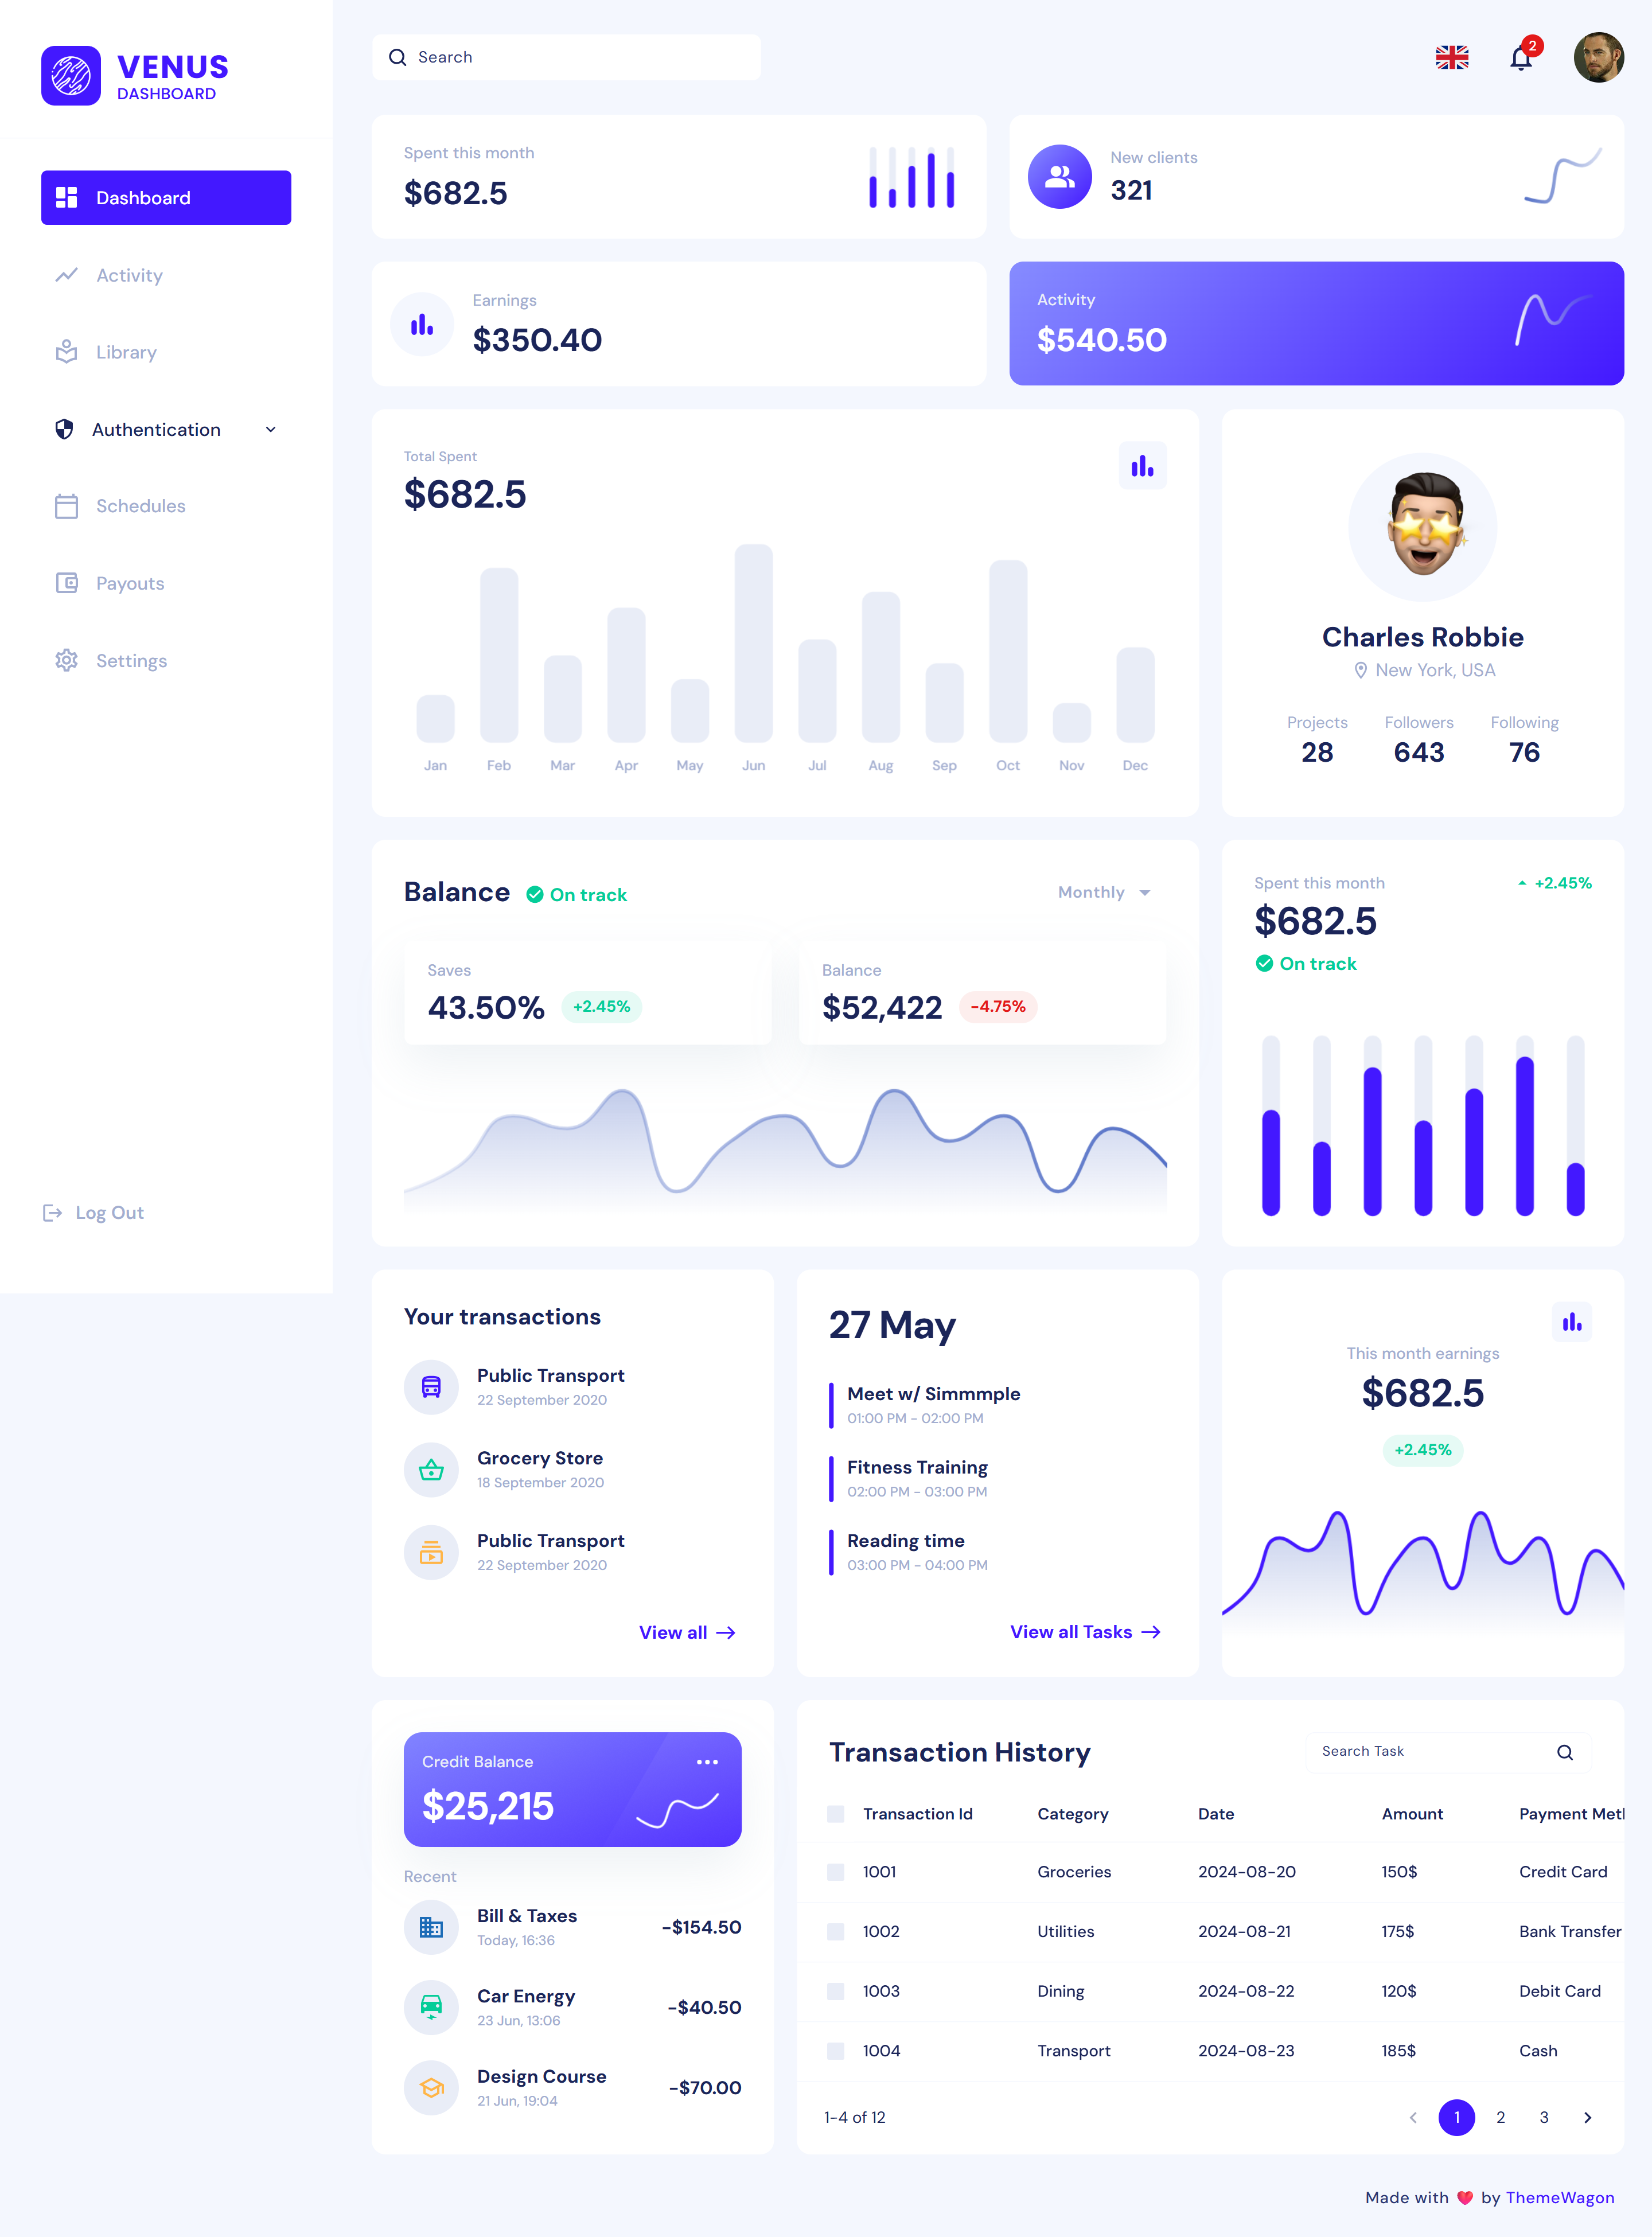 VENUS
DASHBOARD
Dashboard
Activity
Library
Authentication
Schedules
Payouts
Settings
Log Out
Search
2
Spent this month
$682.5
New clients
321
Earnings
$350.40
Activity
$540.50
Total Spent
$682.5
Jan Feb Mar Apr May Jun Jul Aug Sep Oct Nov Dec
Charles Robbie
New York, USA
Projects Followers Following
28 643 76
Balance On track Monthly
Saves
43.50% +2.45%
Balance
$52,422 -4.75%
Spent this month +2.45%
$682.5
On track
Your transactions
Public Transport
22 September 2020
Grocery Store
18 September 2020
Public Transport
22 September 2020
View all
27 May
Meet w/ Simmmple
01:00 PM - 02:00 PM
Fitness Training
02:00 PM - 03:00 PM
Reading time
03:00 PM - 04:00 PM
View all Tasks
This month earnings
$682.5
+2.45%
Credit Balance
$25,215
Recent
Bill & Taxes
Today, 16:36
-$154.50
Car Energy
23 Jun, 13:06
-$40.50
Design Course
21 Jun, 19:04
-$70.00
Transaction History
Search Task
Transaction Id Category Date Amount Payment
1001 Groceries 2024-08-20 150$ Credit Card
1002 Utilities 2024-08-21 175$ Bank Transfer
1003 Dining 2024-08-22 120$ Debit Card
1004 Transport 2024-08-23 185$ Cash
1-4 of 12
1 2 3
Made with ❤️ by ThemeWagon